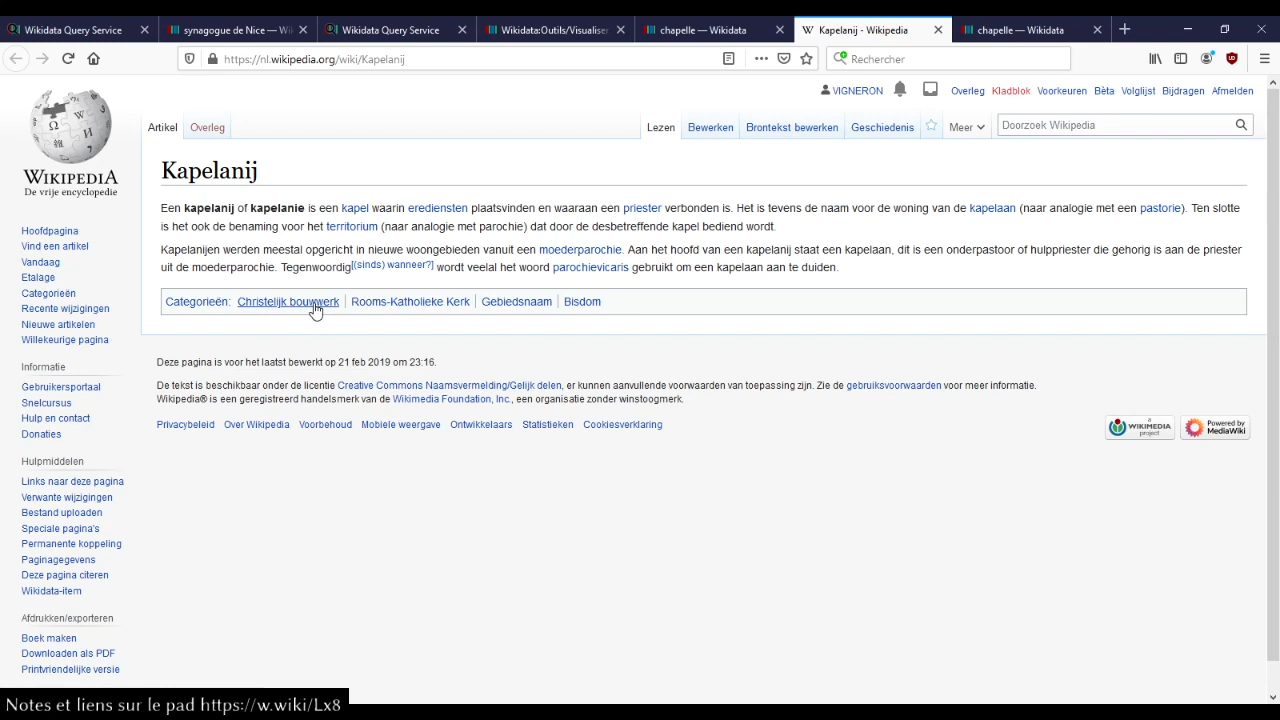 Wikidata Query Service
synagogue de Nice — Wi
Wikidata Query Service
Wikidata:Outils/Visualiser
chapelle — Wikidata
Kapelanij - Wikipedia
chapelle — Wikidata
https://nl.wikipedia.org/wiki/Kapelanij
Rechercher
VIGNERON
Overleg
Kladblok
Voorkeuren
Bèta
Volglijst
Bijdragen
Afmelden
Artikel
Overleg
Lezen
Bewerken
Brontekst bewerken
Geschiedenis
Meer
Doorzoek Wikipedia
WIKIPEDIA
De vrije encyclopedie
Kapelanij
Een kapelanij of kapelanie is een kapel waarin erediensten plaatsvinden en waaraan een priester verbonden is. Het is tevens de naam voor de woning van de kapelaan (naar analogie met een pastorie). Ten slotte
is het ook de benaming voor het territorium (naar analogie met parochie) dat door de desbetreffende kapel bediend wordt.
Kapelanijen werden meestal opgericht in nieuwe woongebieden vanuit een moederparochie. Aan het hoofd van een kapelanij staat een kapelaan, dit is een onderpastoor of hulppriester die gehorig is aan de priester
uit de moederparochie. Tegenwoordig[(sinds) wanneer?] wordt veelal het woord parochievicaris gebruikt om een kapelaan aan te duiden.
Categorieën: Christelijk bouwwerk | Rooms-Katholieke Kerk | Gebiedsnaam | Bisdom
Deze pagina is voor het laatst bewerkt op 21 feb 2019 om 23:16.
De tekst is beschikbaar onder de licentie Creative Commons Naamsvermelding/Gelijk delen, er kunnen aanvullende voorwaarden van toepassing zijn. Zie de gebruiksvoorwaarden voor meer informatie.
Wikipedia® is een geregistreerd handelsmerk van de Wikimedia Foundation, Inc., een organisatie zonder winstoogmerk.
Privacybeleid
Over Wikipedia
Voorbehoud
Mobiele weergave
Ontwikkelaars
Statistieken
Cookiesverklaring
a
WIKIMEDIA
project
Powered by
MediaWiki
Hoofdpagina
Vind een artikel
Vandaag
Etalage
Categorieën
Recente wijzigingen
Nieuwe artikelen
Willekeurige pagina
Informatie
Gebruikersportaal
Snelcursus
Hulp en contact
Donaties
Hulpmiddelen
Links naar deze pagina
Verwante wijzigingen
Bestand uploaden
Speciale pagina's
Permanente koppeling
Paginagegevens
Deze pagina citeren
Wikidata-item
Afdrukken/exporteren
Boek maken
Downloaden als PDF
Printvriendelijke versie
Notes et liens sur le pad https://w.wiki/Lx8